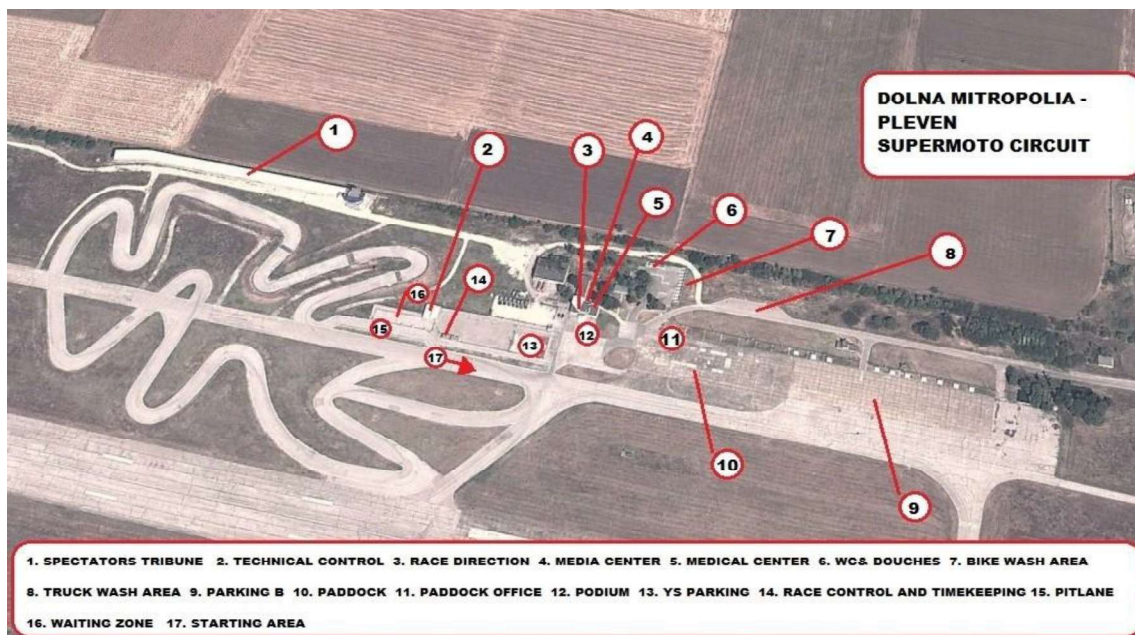 DOLNA MITROPOLIA -
PLEVEN
SUPERMOTO CIRCUIT
1
2
3
4
5
6
7
8
14
16
15
17
13
12
11
10
9
1. SPECTATORS TRIBUNE 2. TECHNICAL CONTROL 3. RACE DIRECTION 4. MEDIA CENTER 5. MEDICAL CENTER 6. WC& DOUCHES 7. BIKE WASH AREA
8. TRUCK WASH AREA 9. PARKING B 10. PADDOCK 11. PADDOCK OFFICE 12. PODIUM 13. YS PARKING 14. RACE CONTROL AND TIMEKEEPING 15. PITLANE
16. WAITING ZONE 17. STARTING AREA